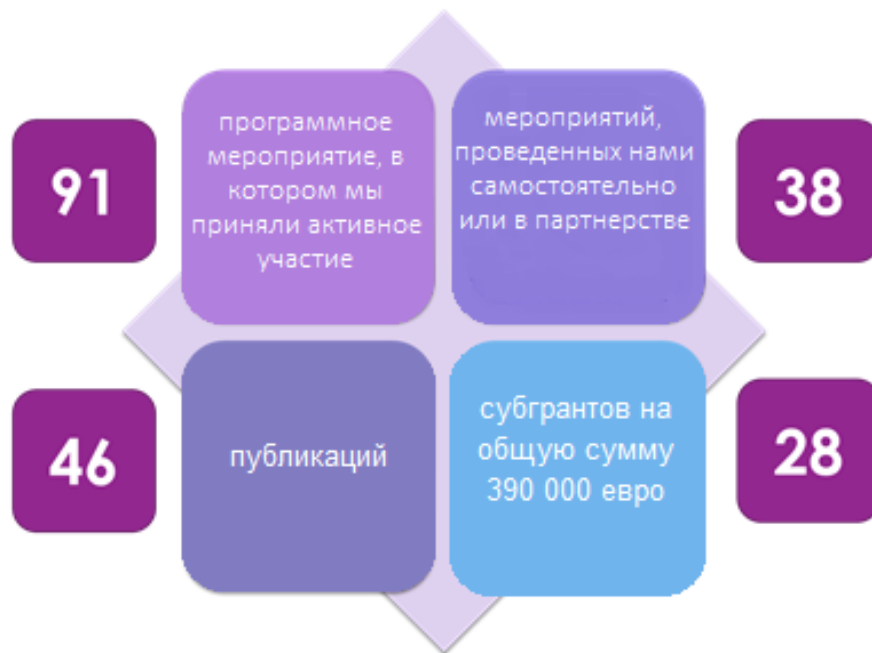 91
программное
мероприятие, в
котором мы
приняли активное
участие
мероприятий,
проведенных нами
самостоятельно
или в партнерстве
38
46
публикаций
субгрантов на
общую сумму
390 000 евро
28